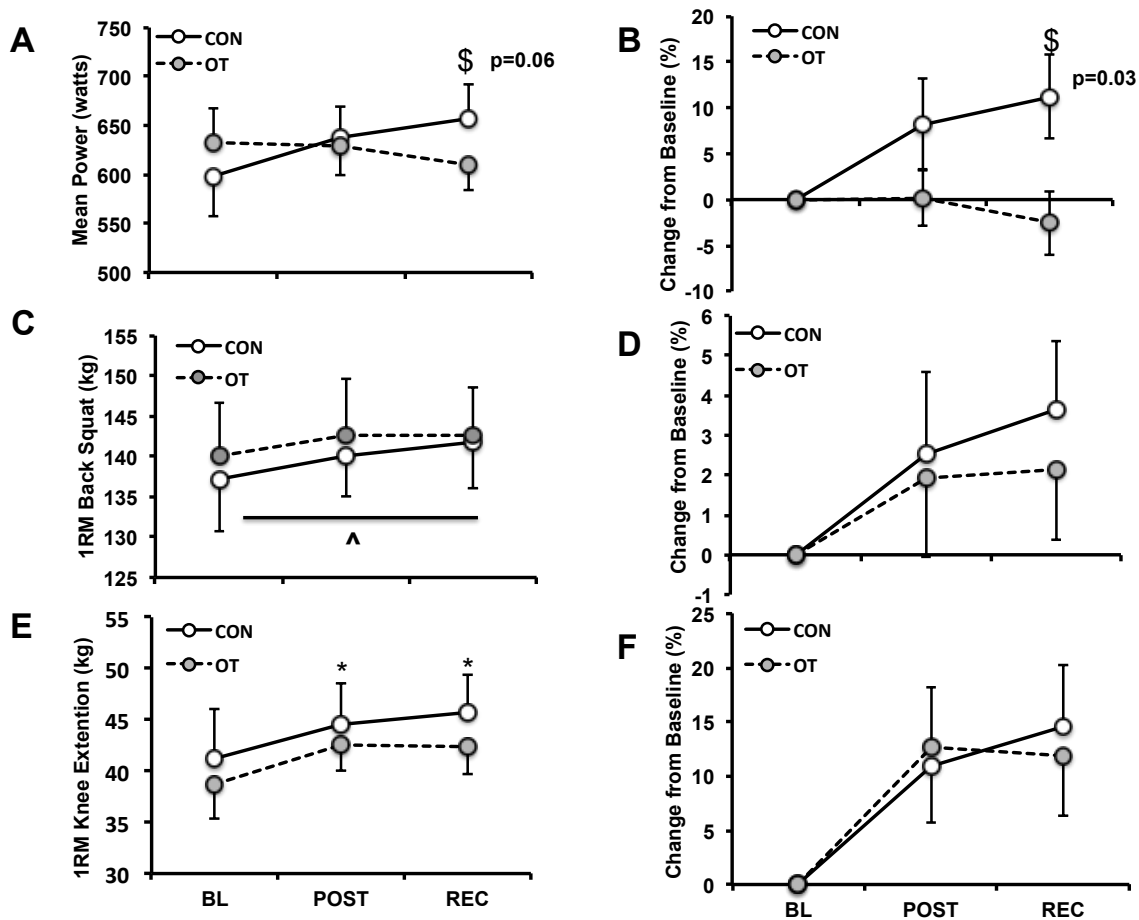 A
Mean Power (watts)
750
700
650
600
550
500
CON
OT
$ p=0.06
B
Change from Baseline (%)
20
15
10
5
0
-5
-10
CON
OT
$
p=0.03
C
1RM Back Squat (kg)
155
150
145
140
135
130
125
CON
OT
^
D
Change from Baseline (%)
6
5
4
3
2
1
0
-1
CON
OT
E
1RM Knee Extention (kg)
55
50
45
40
35
30
CON
OT
* *
BL POST REC
F
Change from Baseline (%)
25
20
15
10
5
0
CON
OT
BL POST REC